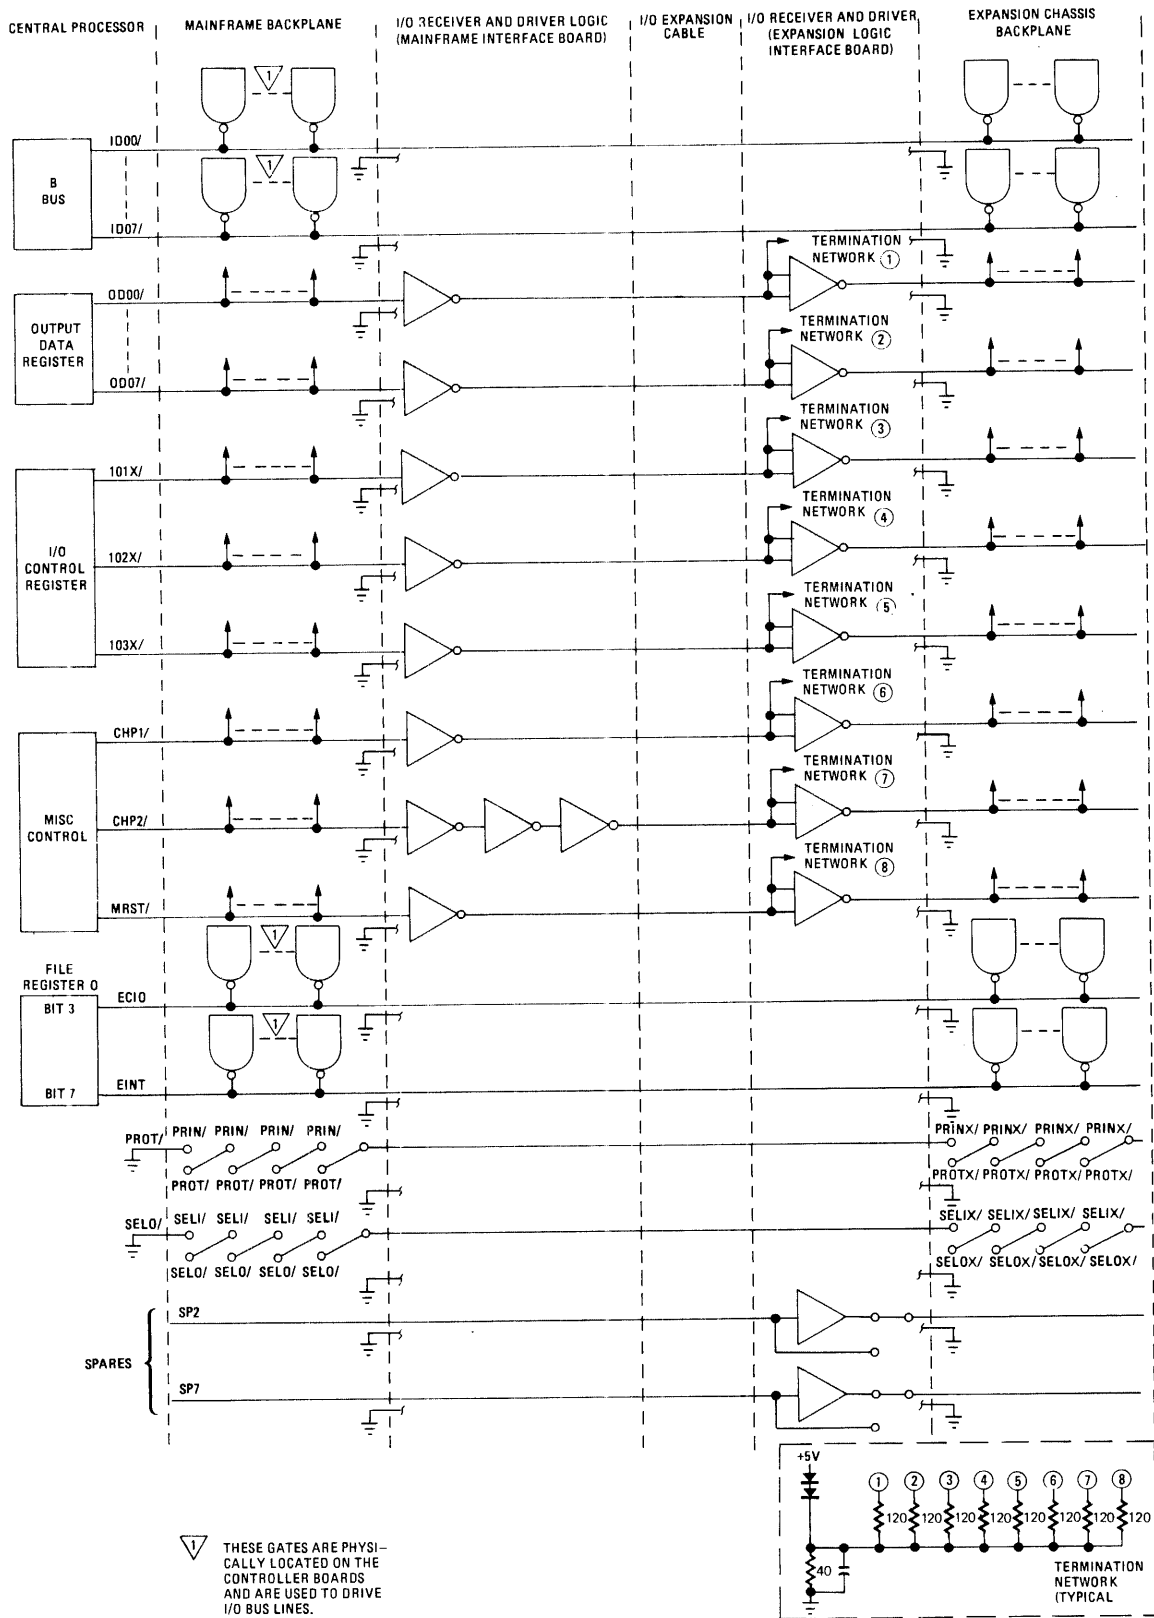 CENTRAL PROCESSOR
MAINFRAME BACKPLANE
I/O RECEIVER AND DRIVER LOGIC
(MAINFRAME INTERFACE BOARD)
I/O EXPANSION
CABLE
I/O RECEIVER AND DRIVER
(EXPANSION LOGIC
INTERFACE BOARD)
EXPANSION CHASSIS
BACKPLANE
1
B
BUS
ID00/
1
ID07/
TERMINATION
NETWORK 1
OUTPUT
DATA
REGISTER
OD00/
TERMINATION
NETWORK 2
OD07/
TERMINATION
NETWORK 3
I/O
CONTROL
REGISTER
101X/
TERMINATION
NETWORK 4
102X/
TERMINATION
NETWORK 5
103X/
TERMINATION
NETWORK 6
MISC
CONTROL
CHP1/
TERMINATION
NETWORK 7
CHP2/
TERMINATION
NETWORK 8
MRST/
1
FILE
REGISTER 0
BIT 3
ECIO
1
BIT 7
EINT
PROT/ PRIN/ PRIN/ PRIN/ PRIN/
PROT/ PROT/ PROT/ PROT/
PRINX/ PRINX/ PRINX/ PRINX/
PROTX/ PROTX/ PROTX/ PROTX/
SELO/ SELI/ SELI/ SELI/ SELI/
SELO/ SELO/ SELO/ SELO/
SELIX/ SELIX/ SELIX/ SELIX/
SELOX/ SELOX/ SELOX/ SELOX/
SPARES
SP2
SP7
+5V
1 2 3 4 5 6 7 8
120 120 120 120 120 120 120 120
40
TERMINATION
NETWORK
(TYPICAL
1 THESE GATES ARE PHYSI-
CALLY LOCATED ON THE
CONTROLLER BOARDS
AND ARE USED TO DRIVE
I/O BUS LINES.